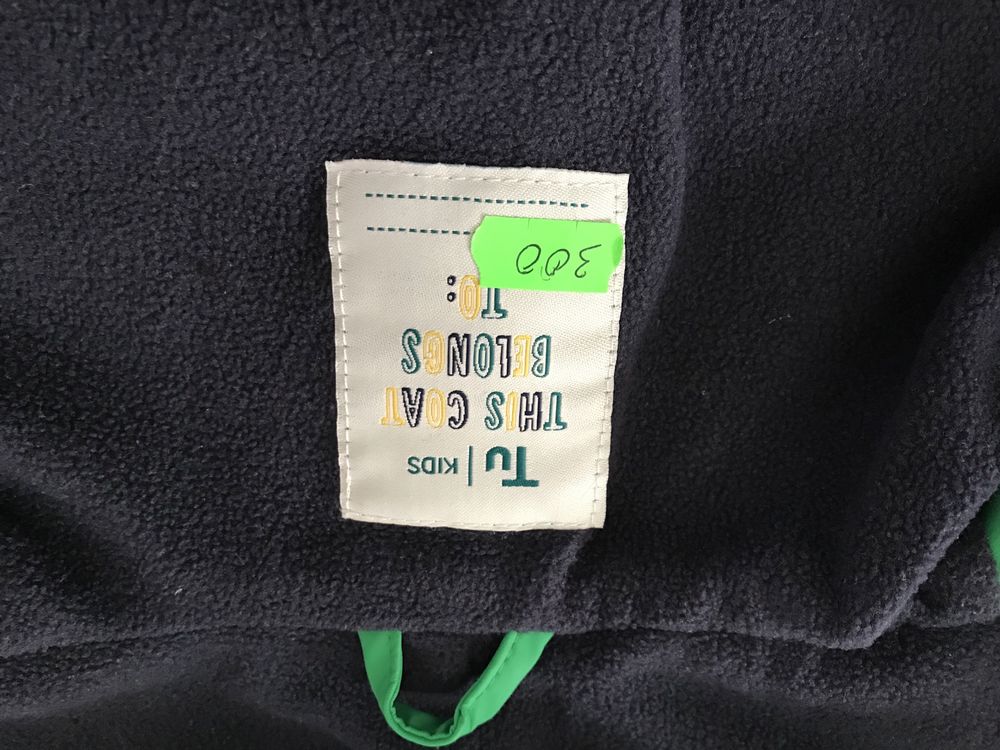 Tu | KIDS
THIS COAT
BELONGS
TO:
300